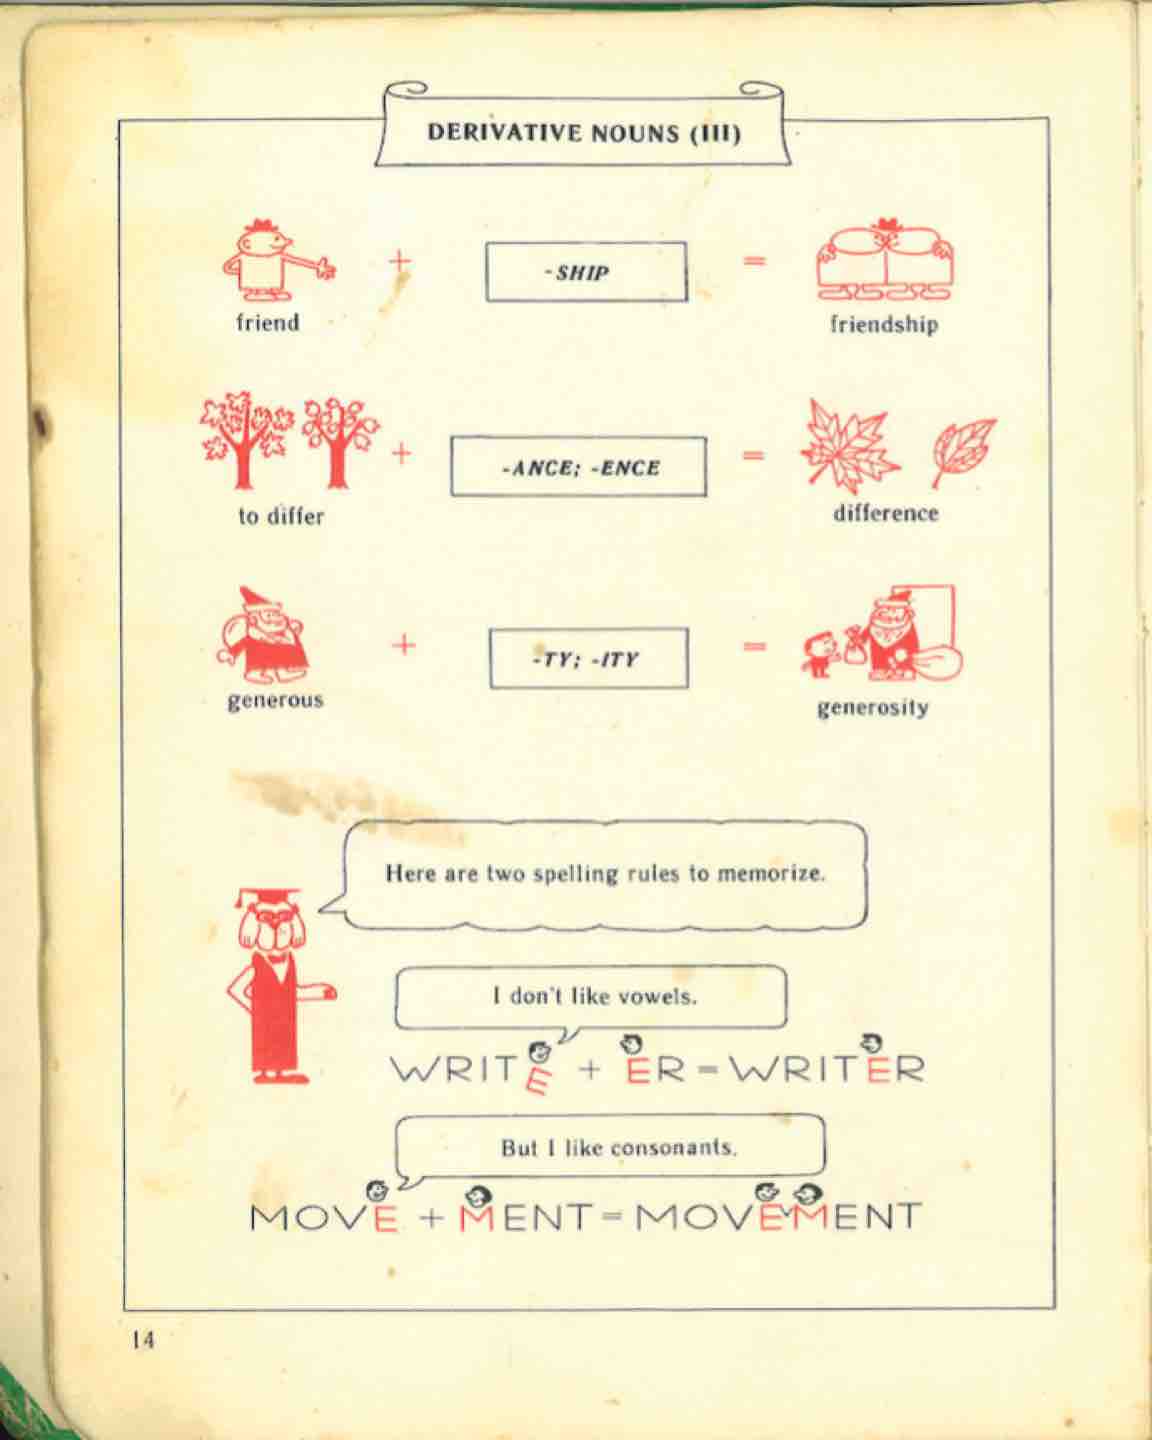 DERIVATIVE NOUNS (III)
+ -SHIP =
friend friendship
+ -ANCE; -ENCE =
to differ difference
+ -TY; -ITY =
generous generosity
Here are two spelling rules to memorize.
I don't like vowels.
WRITE + ER = WRITER
But I like consonants.
MOVE + MENT = MOVEMENT
14